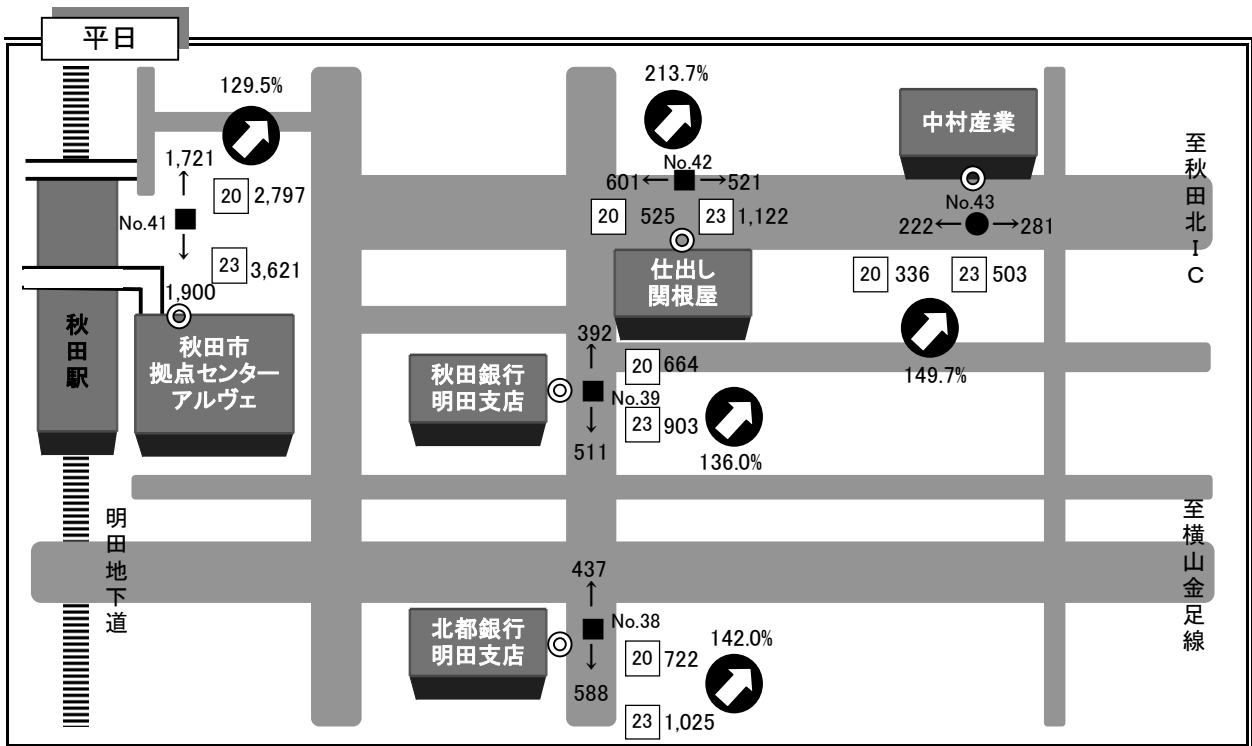 平日
129.5%
1,721
20 2,797
No.41
23 3,621
1,900
秋田駅
秋田市
拠点センター
アルヴェ
213.7%
No.42
601←→521
20 525 23 1,122
仕出し
関根屋
中村産業
No.43
222←→281
20 336 23 503
149.7%
至秋田北IC
392
20 664
秋田銀行
明田支店
No.39
23 903
511
136.0%
明田地下道
至横山金足線
437
No.38
北都銀行
明田支店
20 722
142.0%
588
23 1,025